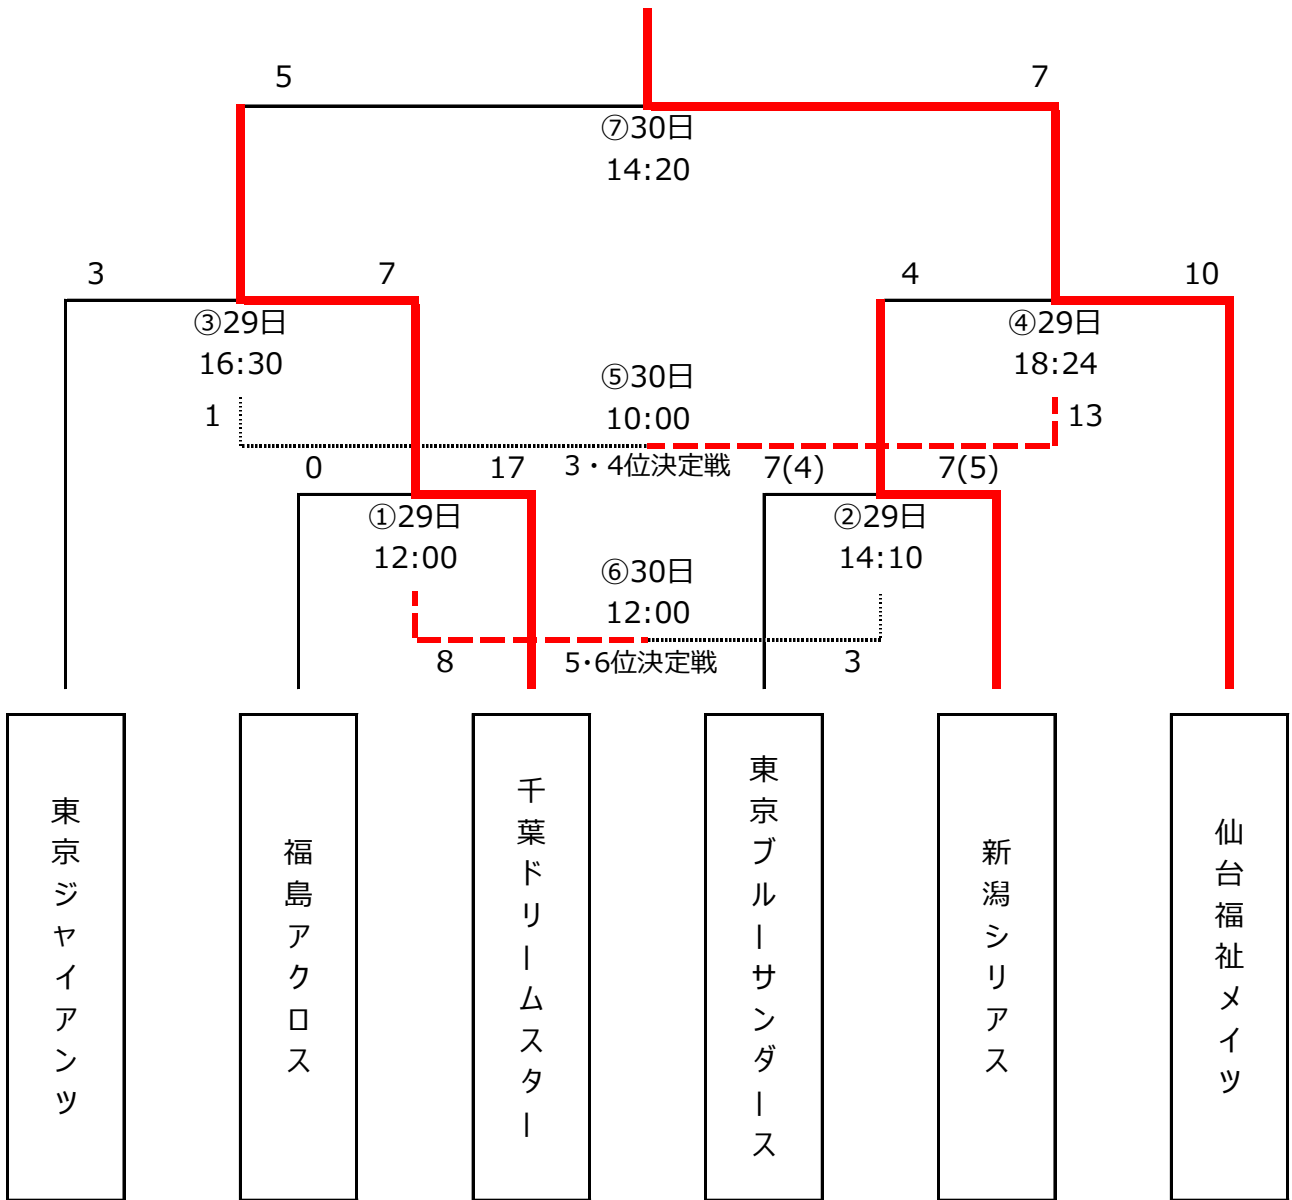 5
7
⑦30日
14:20
3
7
4
10
③29日
16:30
④29日
18:24
⑤30日
10:00
1
13
3・4位決定戦
0
17
7(4)
7(5)
①29日
12:00
②29日
14:10
⑥30日
12:00
8
5・6位決定戦
3
東京ジャイアンツ
福島アクロス
千葉ドリームスター
東京ブルーサンダース
新潟シリアス
仙台福祉メイツ